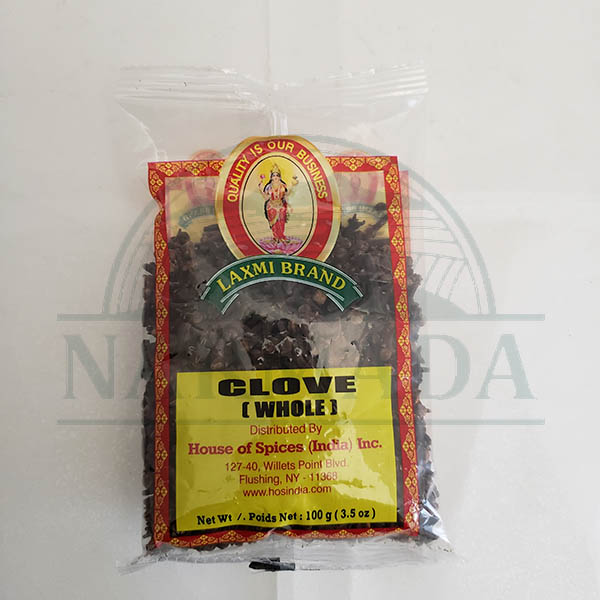 QUALITY IS OUR BUSINESS
LAXMI BRAND
CLOVE
[ WHOLE ]
Distributed By
House of Spices (India) Inc.
127-40, Willets Point Blvd.
Flushing, NY - 11368
www.hosindia.com
Net Wt /. Poids Net : 100 g ( 3.5 oz )